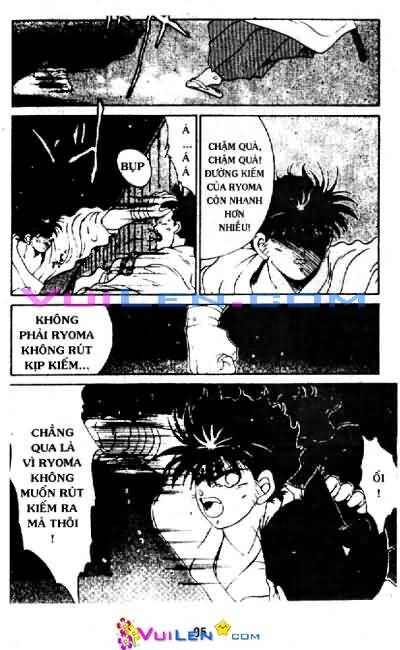 Á
...
Á
Á
BỤP
CHẬM QUÁ,
CHẬM QUÁ!
ĐƯỜNG KIẾM
CỦA RYOMA
CÒN NHANH
HƠN
NHIỀU!
VUILEN.COM
KHÔNG
PHẢI RYOMA
KHÔNG RÚT
KỊP KIẾM...
CHẲNG
QUA LÀ
VÌ RYOMA
KHÔNG
MUỐN RÚT
KIẾM RA
MÀ THÔI
!
ỐI
!
95
VUILEN.COM